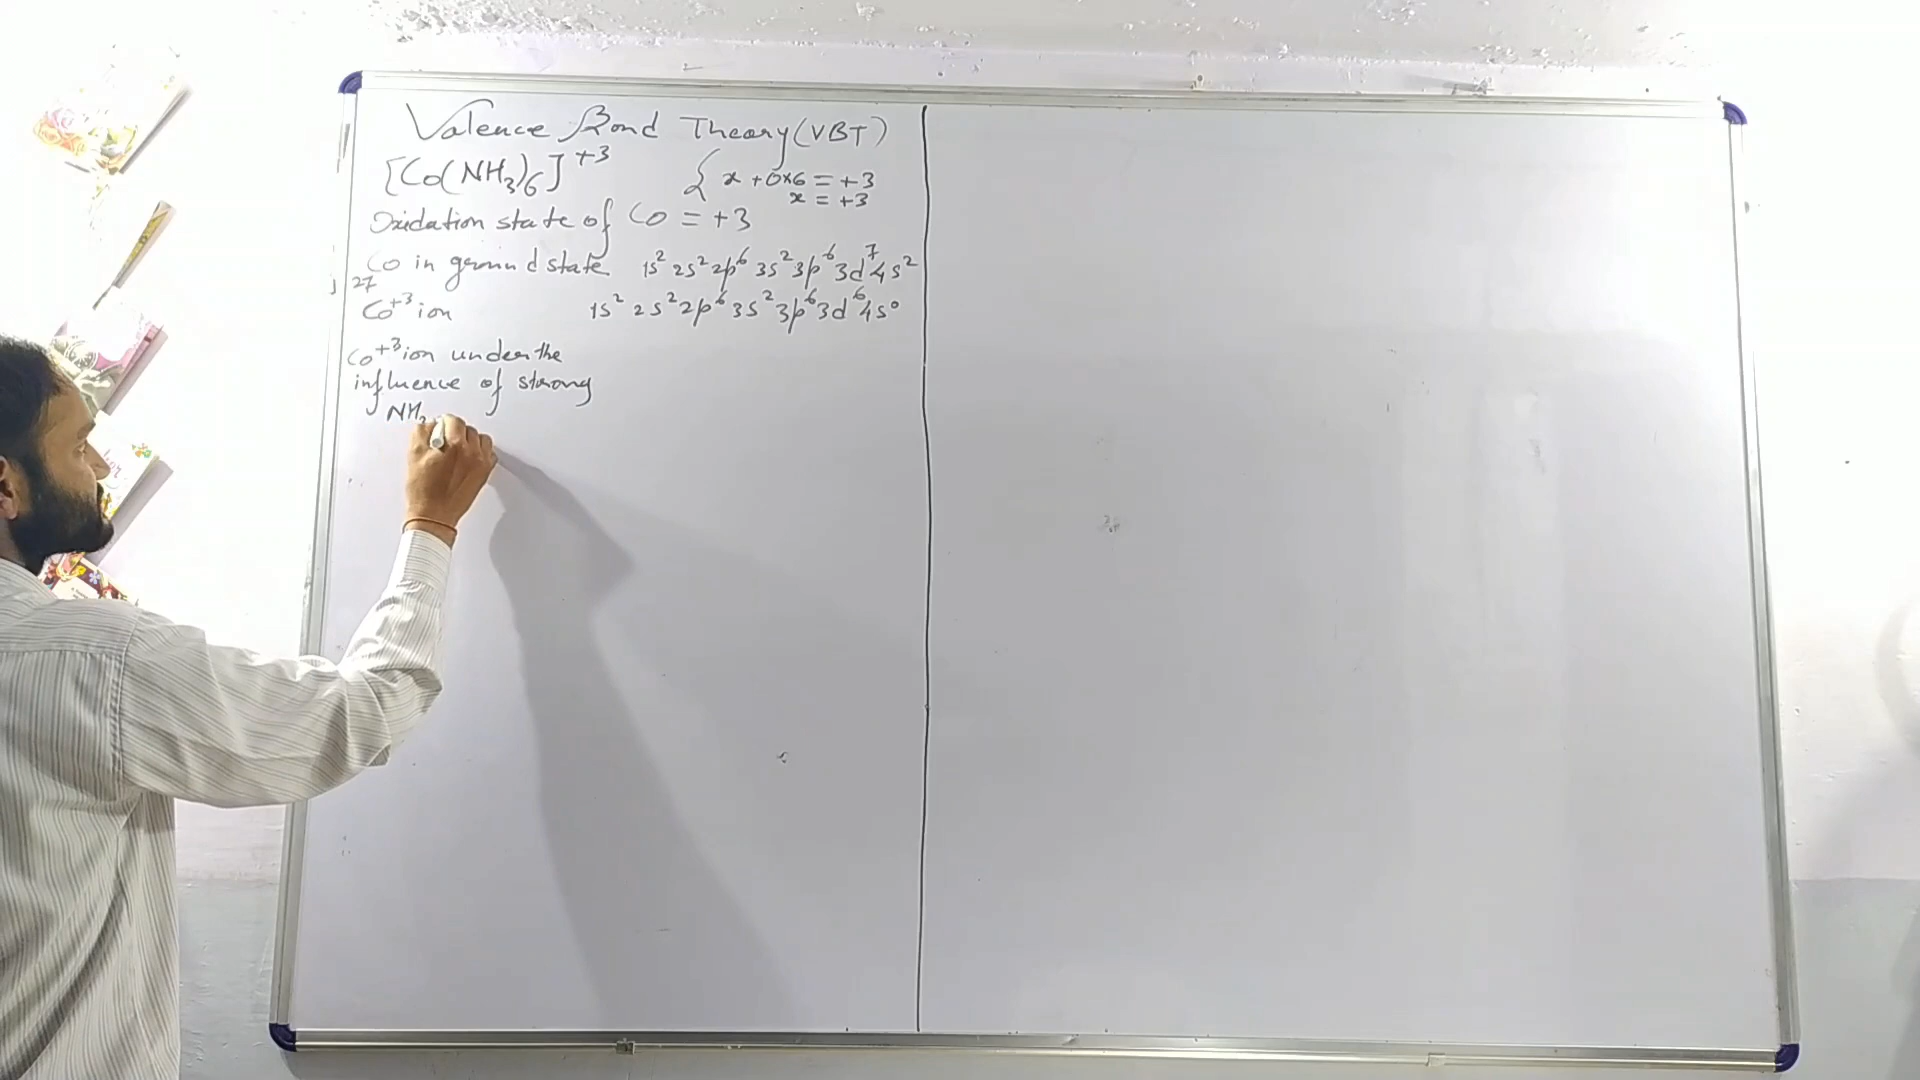 Valence Bond Theory (VBT)
[Co(NH₃)₆]⁺³ { x + 0×6 = +3
x = +3
Oxidation state of Co = +3
₂₇Co in ground state 1s² 2s² 2p⁶ 3s² 3p⁶ 3d⁷ 4s²
Co⁺³ ion 1s² 2s² 2p⁶ 3s² 3p⁶ 3d⁶ 4s⁰
Co⁺³ ion under the
influence of strong
NH₃